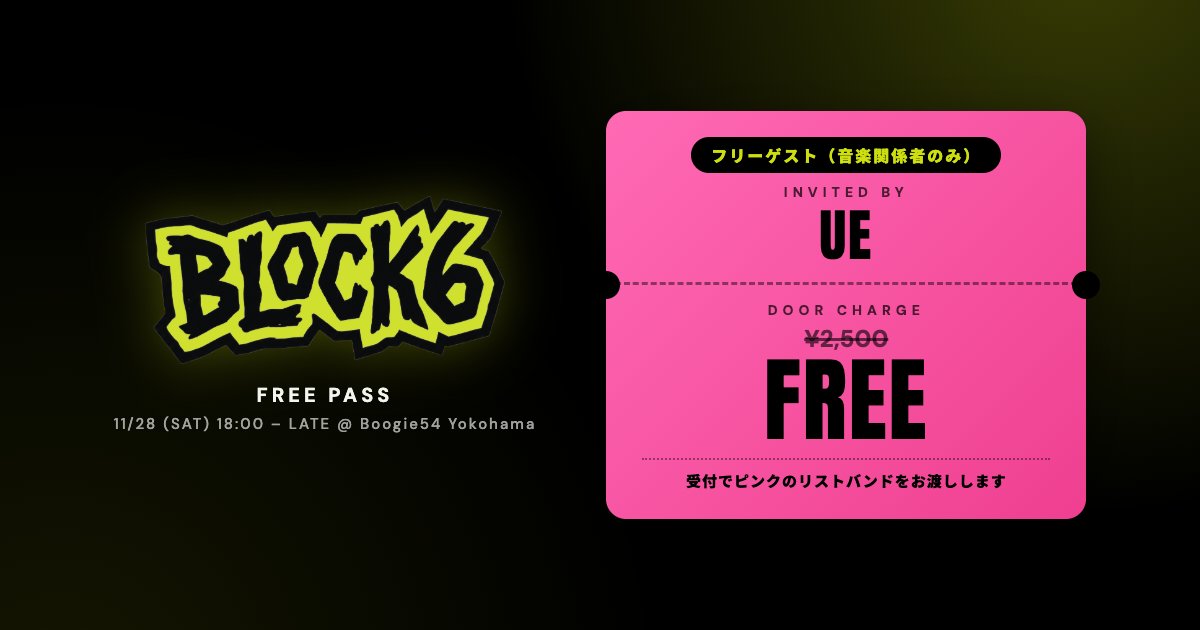 BLOCK6
FREE PASS
11/28 (SAT) 18:00 – LATE @ Boogie54 Yokohama
フリーゲスト（音楽関係者のみ）
INVITED BY
UE
DOOR CHARGE
¥2,500
FREE
受付でピンクのリストバンドをお渡しします